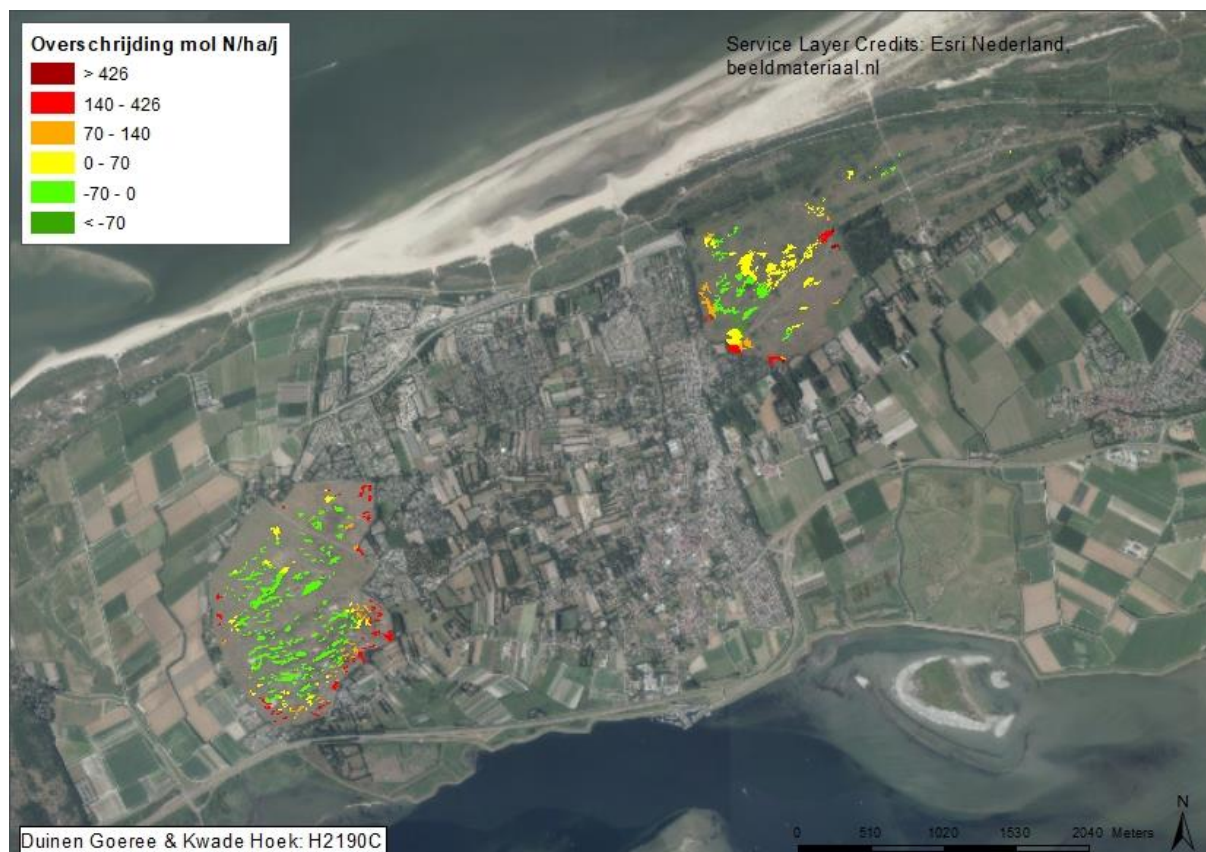 Overschrijding mol N/ha/j
> 426
140 - 426
70 - 140
0 - 70
-70 - 0
< -70
Service Layer Credits: Esri Nederland,
beeldmateriaal.nl
N
0 510 1020 1530 2040 Meters
Duinen Goeree & Kwade Hoek: H2190C